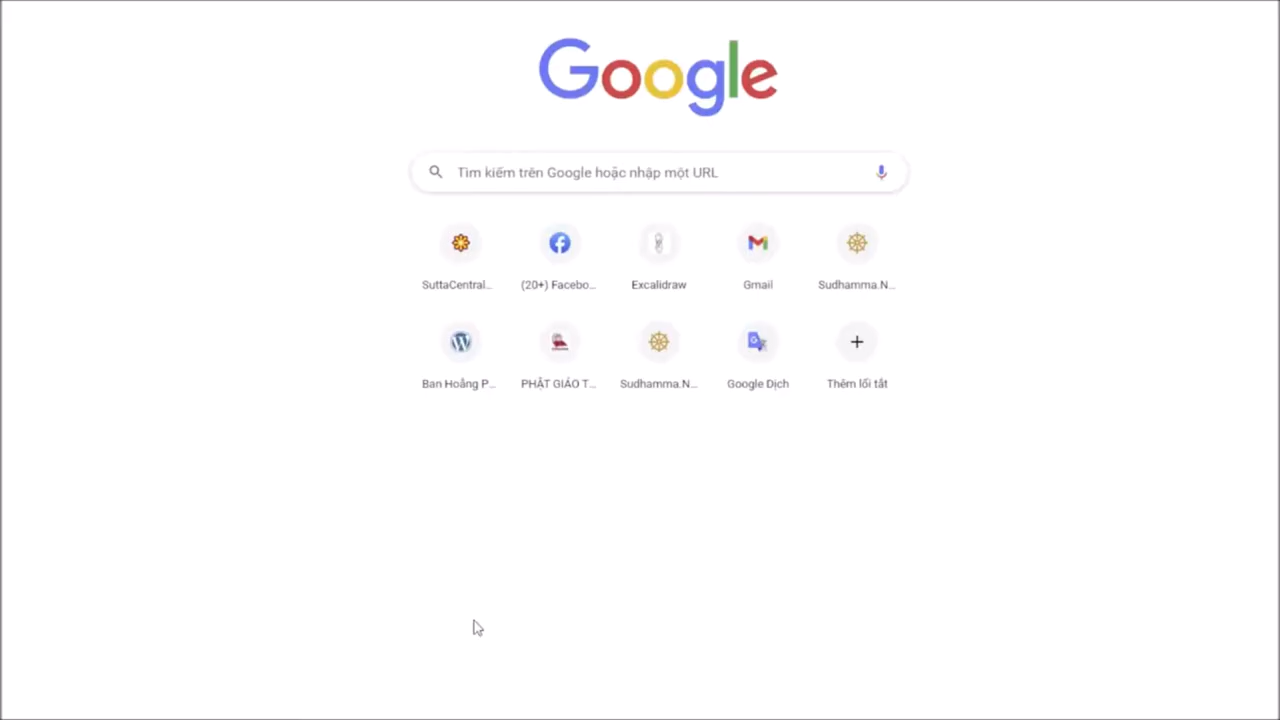 Google
Tìm kiếm trên Google hoặc nhập một URL
SuttaCentral...
(20+) Facebo...
Excalidraw
Gmail
Sudhamma.N...
Ban Hoằng P...
PHẬT GIÁO T...
Sudhamma.N...
Google Dịch
Thêm lối tắt